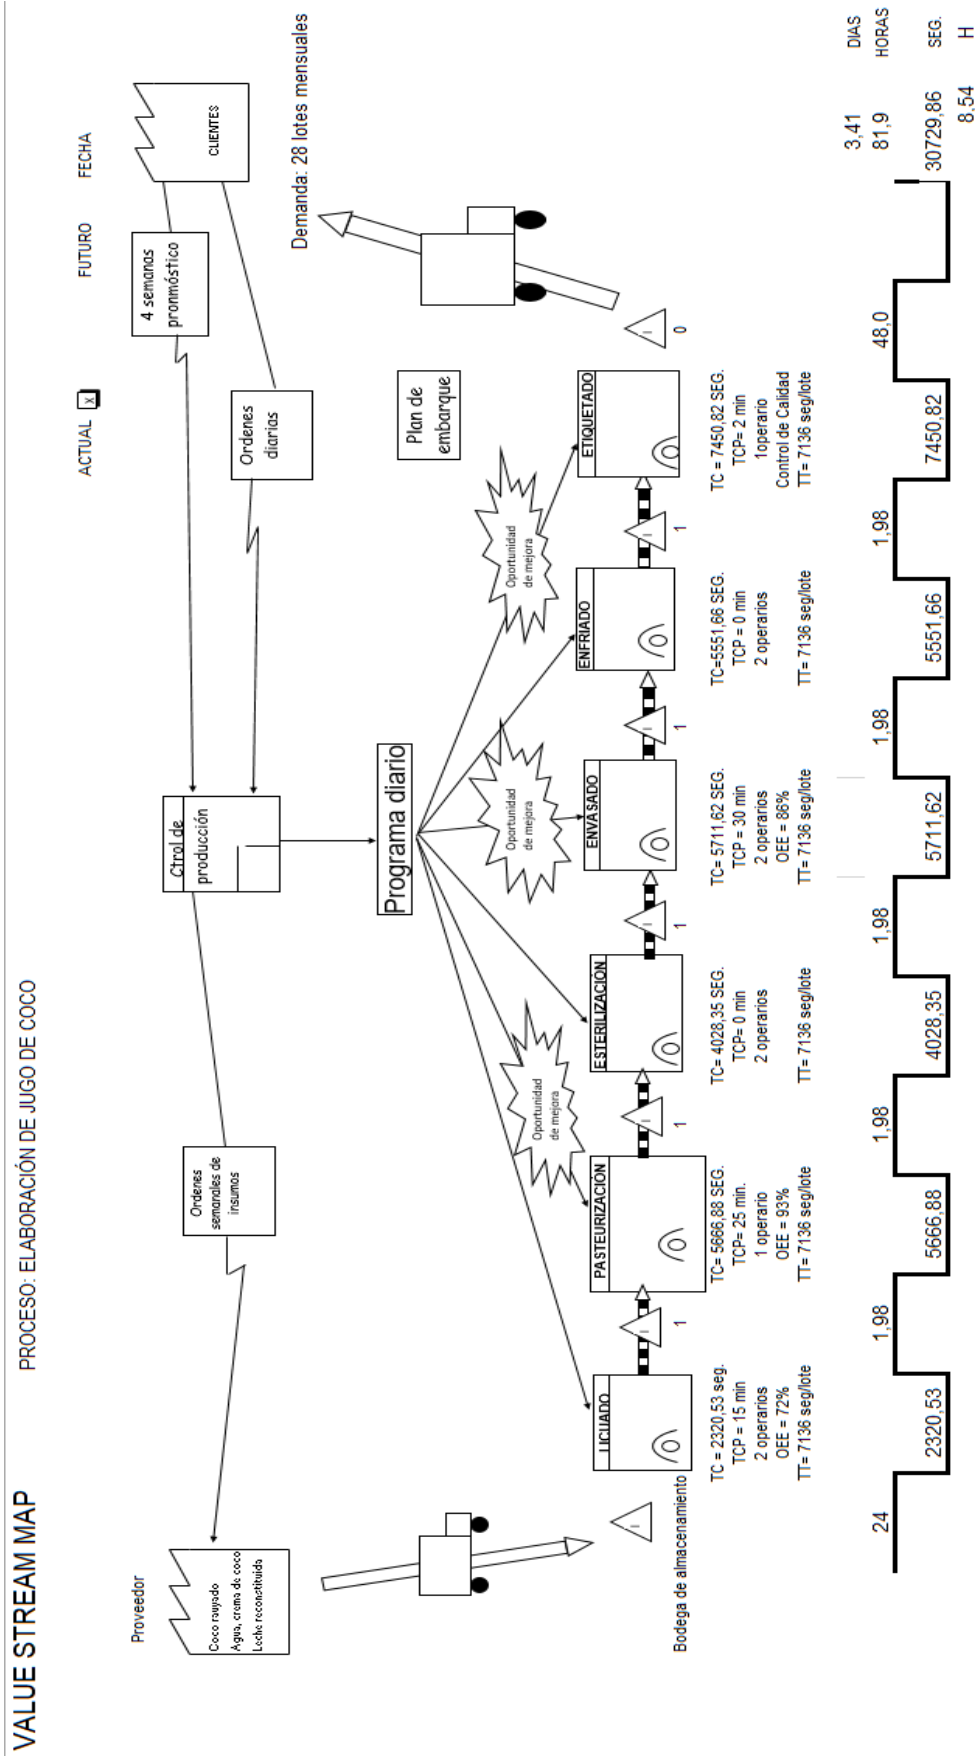 VALUE STREAM MAP
PROCESO: ELABORACIÓN DE JUGO DE COCO
ACTUAL x
FUTURO
FECHA
Proveedor
Coco rayado
Agua, crema de coco
Leche reconstituida
Ordenes
semanales de
insumos
Ctrol de
producción
4 semanas
pronmóstico
Ordenes
diarias
CLIENTES
Demanda: 28 lotes mensuales
Programa diario
Plan de
embarque
Oportunidad
de mejora
Oportunidad
de mejora
Oportunidad
de mejora
LICUADO
PASTEURIZACIÓN
ESTERILIZACIÓN
ENVASADO
ENFRIADO
ETIQUETADO
I
I
I
I
I
I
I
Bodega de almacenamiento
1
1
1
1
1
0
TC = 2320,53 seg.
TCP = 15 min
2 operarios
OEE = 72%
TT= 7136 seg/lote
TC= 5666,88 SEG.
TCP= 25 min.
1 operario
OEE = 93%
TT= 7136 seg/lote
TC= 4028,35 SEG.
TCP= 0 min
2 operarios
TT= 7136 seg/lote
TC= 5711,62 SEG.
TCP = 30 min
2 operarios
OEE = 86%
TT= 7136 seg/lote
TC=5551,66 SEG.
TCP = 0 min
2 operarios
TT= 7136 seg/lote
TC = 7450,82 SEG.
TCP= 2 min
1operario
Control de Calidad
TT= 7136 seg/lote
24
1,98
1,98
1,98
1,98
1,98
48,0
2320,53
5666,88
4028,35
5711,62
5551,66
7450,82
3,41 DIAS
81,9 HORAS
30729,86 SEG.
8,54 H